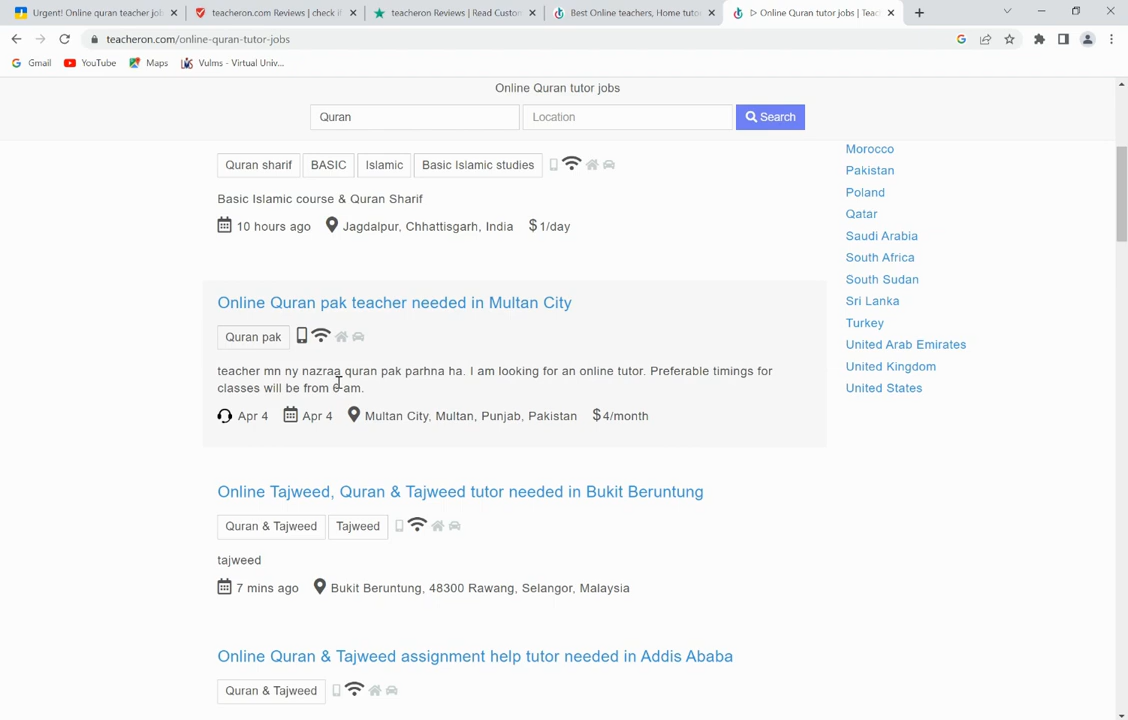 Urgent! Online quran teacher job
teacheron.com Reviews | check if
teacheron Reviews | Read Custom
Best Online teachers, Home tutor
Online Quran tutor jobs | Teac
teacheron.com/online-quran-tutor-jobs
Gmail YouTube Maps Vulms - Virtual Univ...
Online Quran tutor jobs
Quran Location Search
Quran sharif BASIC Islamic Basic Islamic studies
Basic Islamic course & Quran Sharif
10 hours ago Jagdalpur, Chhattisgarh, India $1/day
Online Quran pak teacher needed in Multan City
Quran pak
teacher mn ny nazraa quran pak parhna ha. I am looking for an online tutor. Preferable timings for
classes will be from 6 am.
Apr 4 Apr 4 Multan City, Multan, Punjab, Pakistan $4/month
Online Tajweed, Quran & Tajweed tutor needed in Bukit Beruntung
Quran & Tajweed Tajweed
tajweed
7 mins ago Bukit Beruntung, 48300 Rawang, Selangor, Malaysia
Online Quran & Tajweed assignment help tutor needed in Addis Ababa
Quran & Tajweed
Morocco
Pakistan
Poland
Qatar
Saudi Arabia
South Africa
South Sudan
Sri Lanka
Turkey
United Arab Emirates
United Kingdom
United States